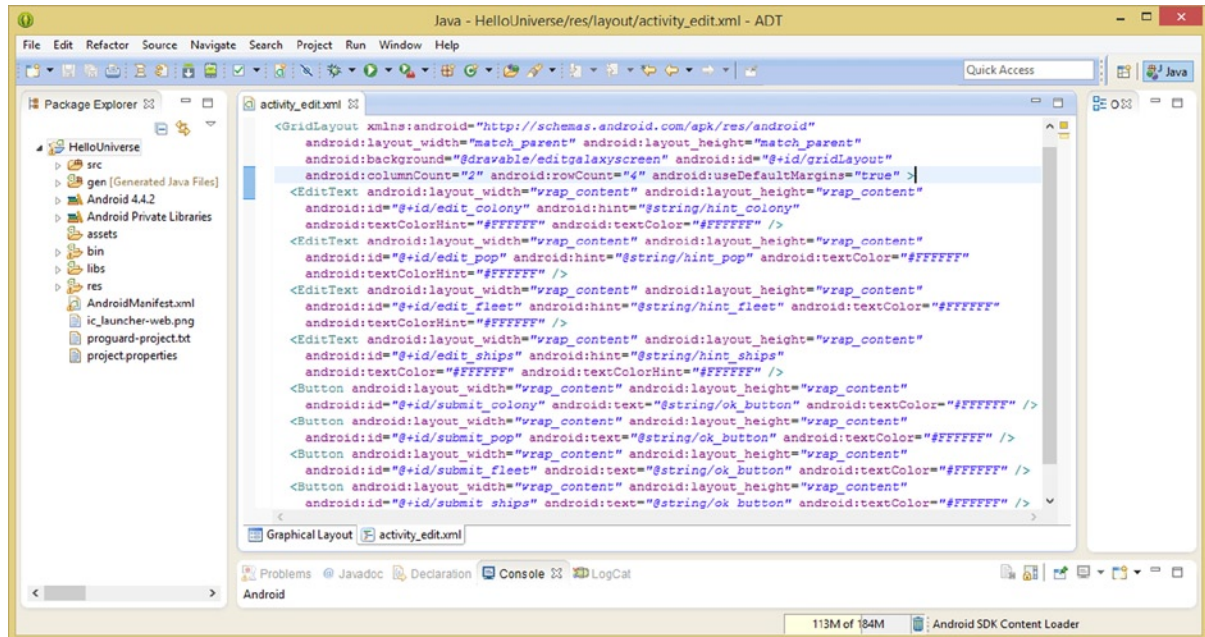 Java - HelloUniverse/res/layout/activity_edit.xml - ADT
File Edit Refactor Source Navigate Search Project Run Window Help
Quick Access
Java
Package Explorer
HelloUniverse
src
gen [Generated Java Files]
Android 4.4.2
Android Private Libraries
assets
bin
libs
res
AndroidManifest.xml
ic_launcher-web.png
proguard-project.txt
project.properties
activity_edit.xml
<GridLayout xmlns:android="http://schemas.android.com/apk/res/android"
android:layout_width="match_parent" android:layout_height="match_parent"
android:background="@drawable/editgalaxyscreen" android:id="@+id/gridLayout"
android:columnCount="2" android:rowCount="4" android:useDefaultMargins="true" >
<EditText android:layout_width="wrap_content" android:layout_height="wrap_content"
android:id="@+id/edit_colony" android:hint="@string/hint_colony"
android:textColorHint="#FFFFFF" android:textColor="#FFFFFF" />
<EditText android:layout_width="wrap_content" android:layout_height="wrap_content"
android:id="@+id/edit_pop" android:hint="@string/hint_pop" android:textColor="#FFFFFF"
android:textColorHint="#FFFFFF" />
<EditText android:layout_width="wrap_content" android:layout_height="wrap_content"
android:id="@+id/edit_fleet" android:hint="@string/hint_fleet" android:textColor="#FFFFFF"
android:textColorHint="#FFFFFF" />
<EditText android:layout_width="wrap_content" android:layout_height="wrap_content"
android:id="@+id/edit_ships" android:hint="@string/hint_ships"
android:textColor="#FFFFFF" android:textColorHint="#FFFFFF" />
<Button android:layout_width="wrap_content" android:layout_height="wrap_content"
android:id="@+id/submit_colony" android:text="@string/ok_button" android:textColor="#FFFFFF" />
<Button android:layout_width="wrap_content" android:layout_height="wrap_content"
android:id="@+id/submit_pop" android:text="@string/ok_button" android:textColor="#FFFFFF" />
<Button android:layout_width="wrap_content" android:layout_height="wrap_content"
android:id="@+id/submit_fleet" android:text="@string/ok_button" android:textColor="#FFFFFF" />
<Button android:layout_width="wrap_content" android:layout_height="wrap_content"
android:id="@+id/submit_ships" android:text="@string/ok_button" android:textColor="#FFFFFF" />
Graphical Layout activity_edit.xml
O
Problems Javadoc Declaration Console LogCat
Android
113M of 184M Android SDK Content Loader